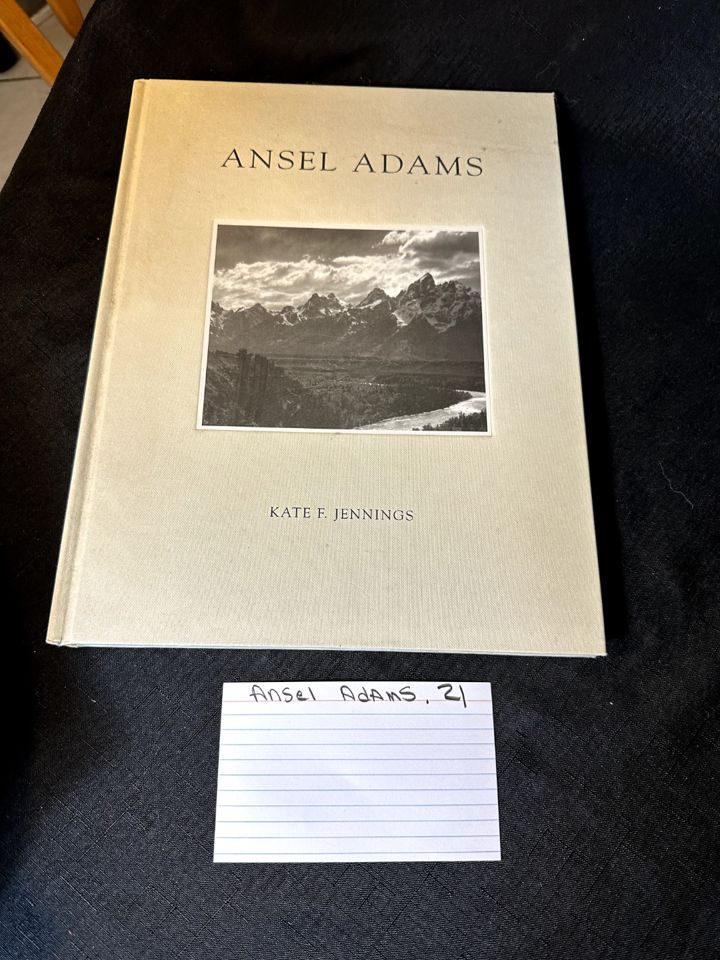 ANSEL ADAMS
KATE F. JENNINGS
Ansel Adams. 21